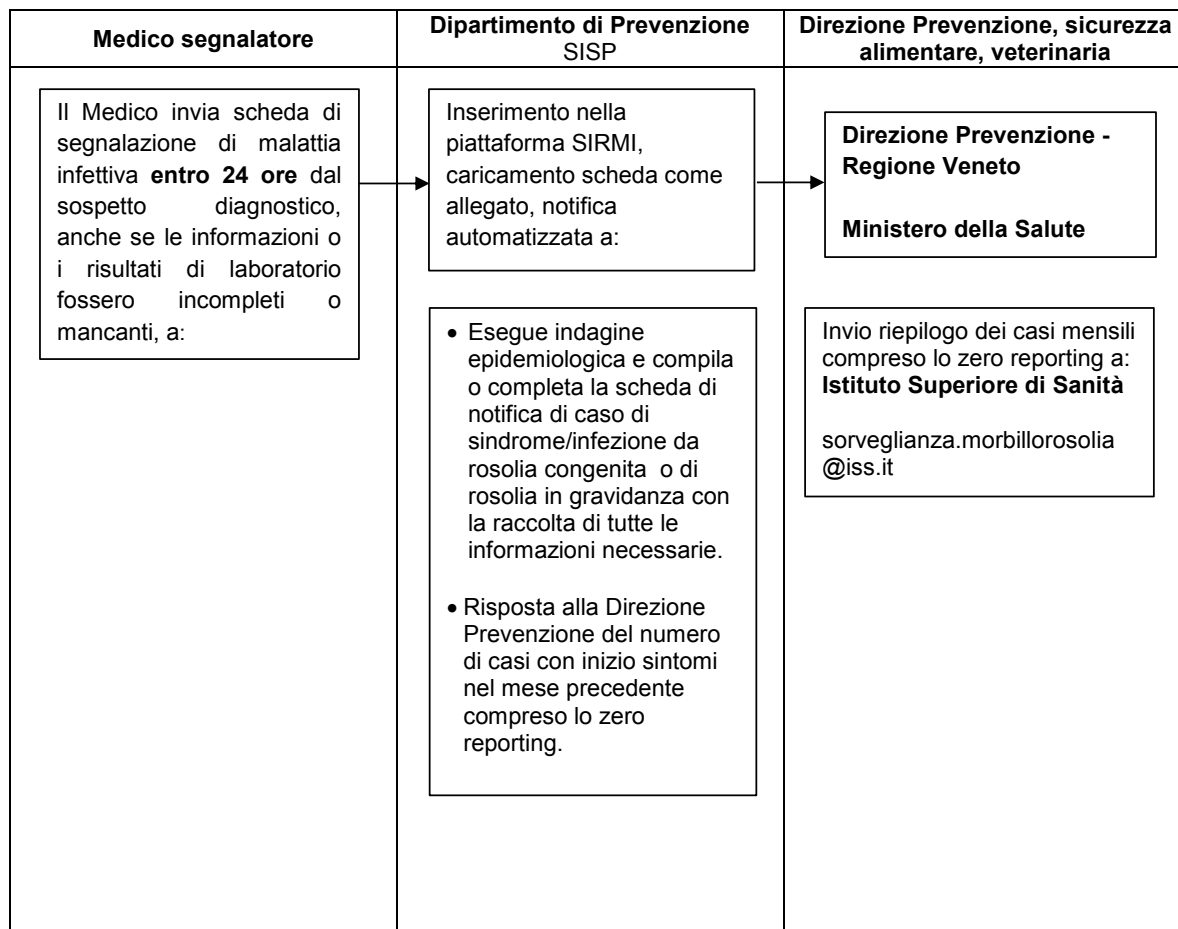 Medico segnalatore
Dipartimento di Prevenzione
SISP
Direzione Prevenzione, sicurezza
alimentare, veterinaria
Il Medico invia scheda di
segnalazione di malattia
infettiva entro 24 ore dal
sospetto diagnostico,
anche se le informazioni o
i risultati di laboratorio
fossero incompleti o
mancanti, a:
Inserimento nella
piattaforma SIRMI,
caricamento scheda come
allegato, notifica
automatizzata a:
Direzione Prevenzione -
Regione Veneto
Ministero della Salute
• Esegue indagine
epidemiologica e compila
o completa la scheda di
notifica di caso di
sindrome/infezione da
rosolia congenita o di
rosolia in gravidanza con
la raccolta di tutte le
informazioni necessarie.
• Risposta alla Direzione
Prevenzione del numero
di casi con inizio sintomi
nel mese precedente
compreso lo zero
reporting.
Invio riepilogo dei casi mensili
compreso lo zero reporting a:
Istituto Superiore di Sanità
sorveglianza.morbillorosolia
@iss.it